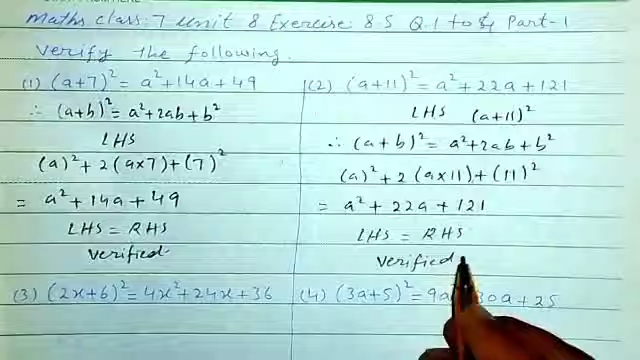 Maths class: 7 unit 8 Exercise: 8.5 Q.1 to 4 Part-1
Verify the following.
(1) (a+7)² = a²+14a+49
∴ (a+b)² = a²+2ab+b²
LHS
(a)²+2(a×7)+(7)²
= a²+14a+49
LHS = RHS
Verified.
(2) (a+11)² = a²+22a+121
LHS (a+11)²
∴ (a+b)² = a²+2ab+b²
(a)²+2(a×11)+(11)²
= a²+22a+121
LHS = RHS
Verified
(3) (2x+6)² = 4x²+24x+36
(4) (3a+5)² = 9a 30a+25